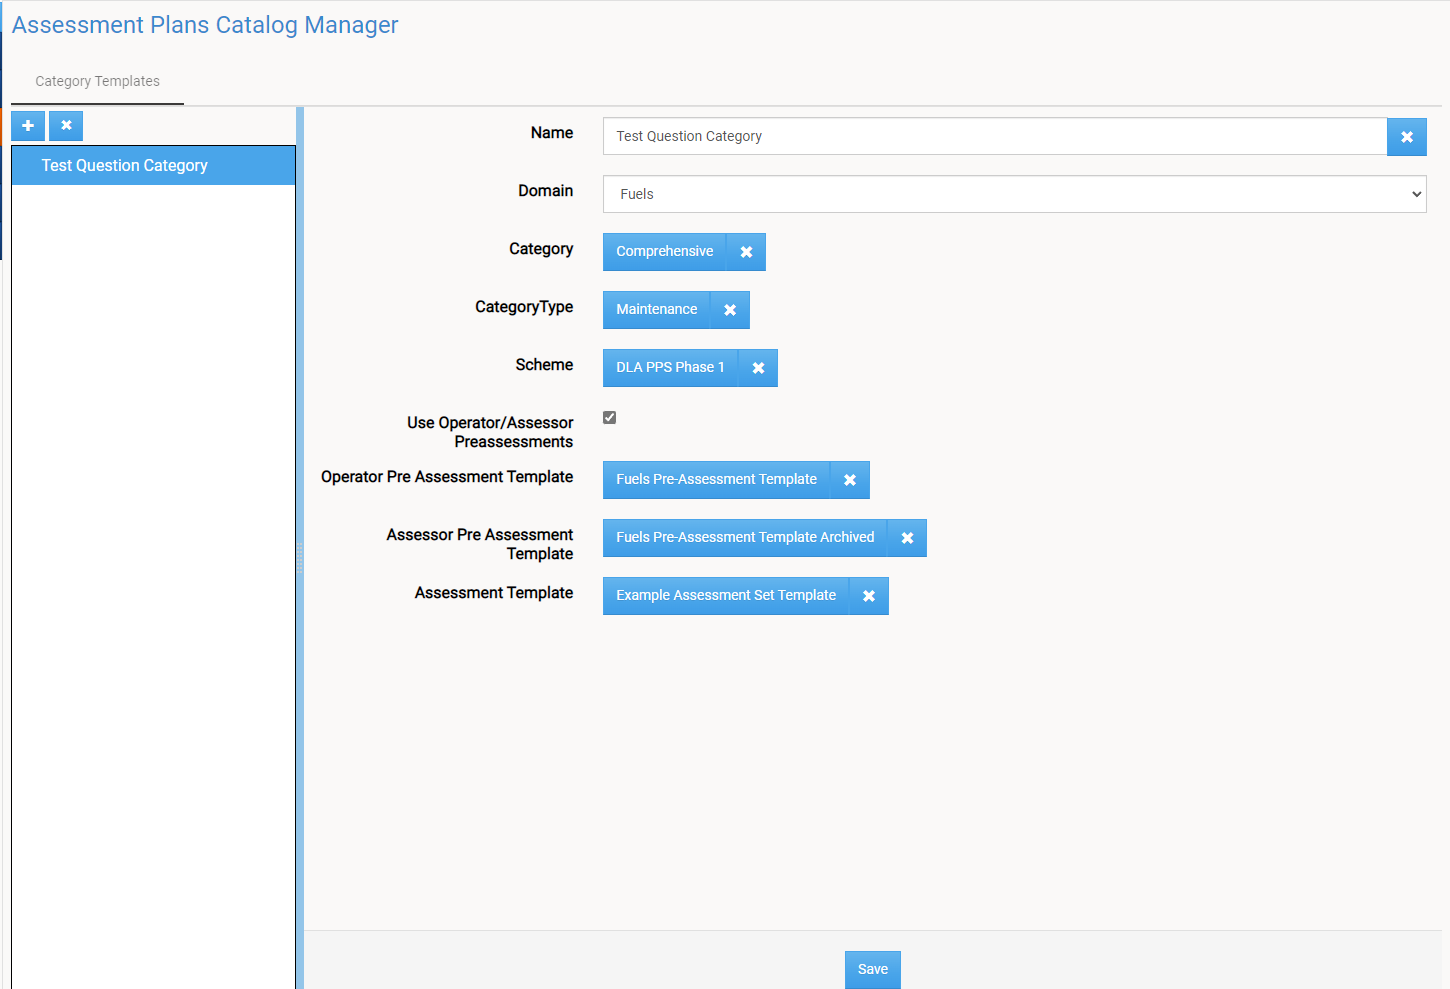 Assessment Plans Catalog Manager
Category Templates
Test Question Category
Name
Test Question Category
Domain
Fuels
Category
Comprehensive
CategoryType
Maintenance
Scheme
DLA PPS Phase 1
Use Operator/Assessor
Preassessments
Operator Pre Assessment Template
Fuels Pre-Assessment Template
Assessor Pre Assessment
Template
Fuels Pre-Assessment Template Archived
Assessment Template
Example Assessment Set Template
Save